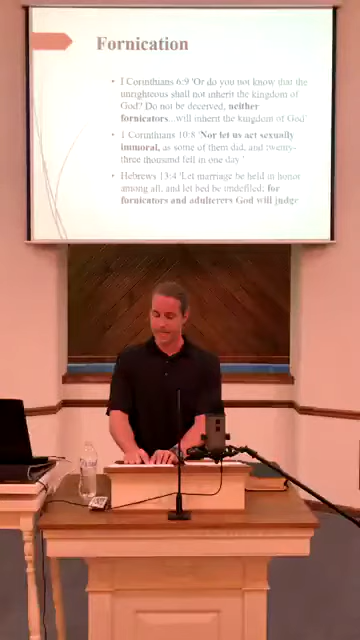 Fornication
• I Corinthians 6:9 'Or do you not know that the
unrighteous shall not inherit the kingdom of
God? Do not be deceived, neither
fornicators...will inherit the kingdom of God'
• 1 Corinthians 10:8 'Nor let us act sexually
immoral, as some of them did, and twenty-
three thousand fell in one day.'
• Hebrews 13:4 'Let marriage be held in honor
among all, and let bed be undefiled; for
fornicators and adulterers God will judge